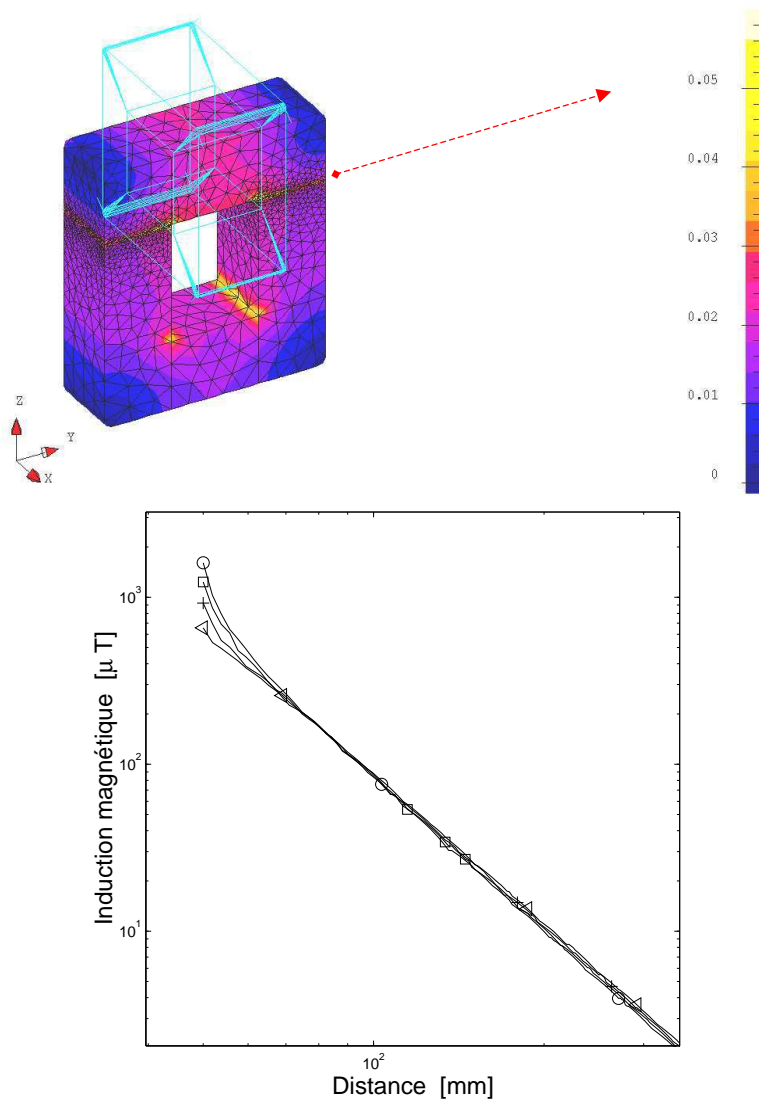 0.05
0.04
0.03
0.02
0.01
0
Z
Y
X
Induction magnétique [μ T]
10³
10²
10¹
10²
Distance [mm]